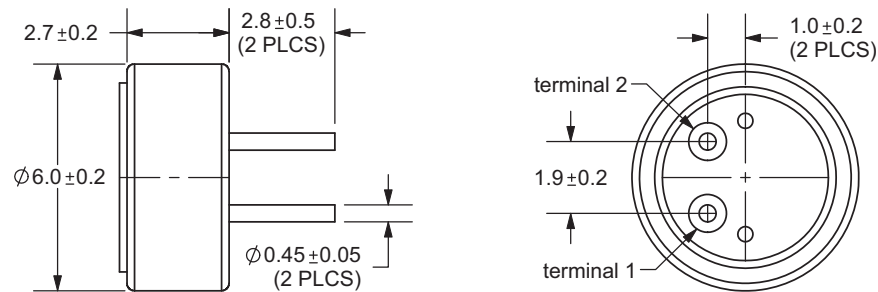 2.7±0.2
2.8±0.5
(2 PLCS)
∅6.0±0.2
∅0.45±0.05
(2 PLCS)
1.0±0.2
(2 PLCS)
terminal 2
1.9±0.2
terminal 1